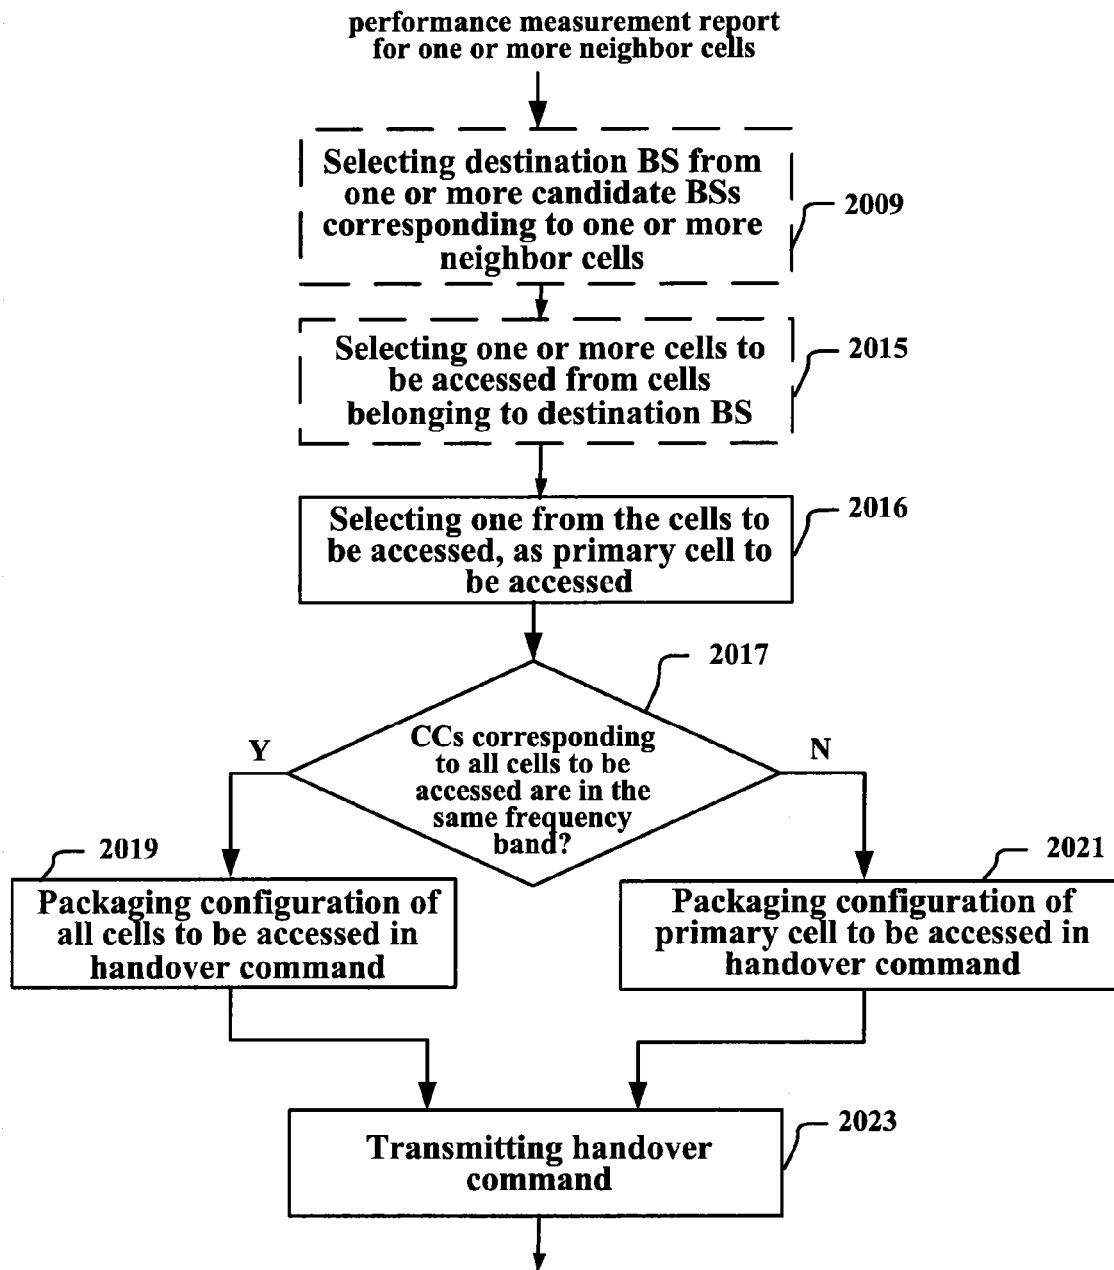 performance measurement report
for one or more neighbor cells
Selecting destination BS from
one or more candidate BSs
corresponding to one or more
neighbor cells
2009
Selecting one or more cells to
be accessed from cells
belonging to destination BS
2015
Selecting one from the cells to
be accessed, as primary cell to
be accessed
2016
2017
CCs corresponding
to all cells to be
accessed are in the
same frequency
band?
Y
N
2019
Packaging configuration of
all cells to be accessed in
handover command
2021
Packaging configuration of
primary cell to be accessed in
handover command
Transmitting handover
command
2023